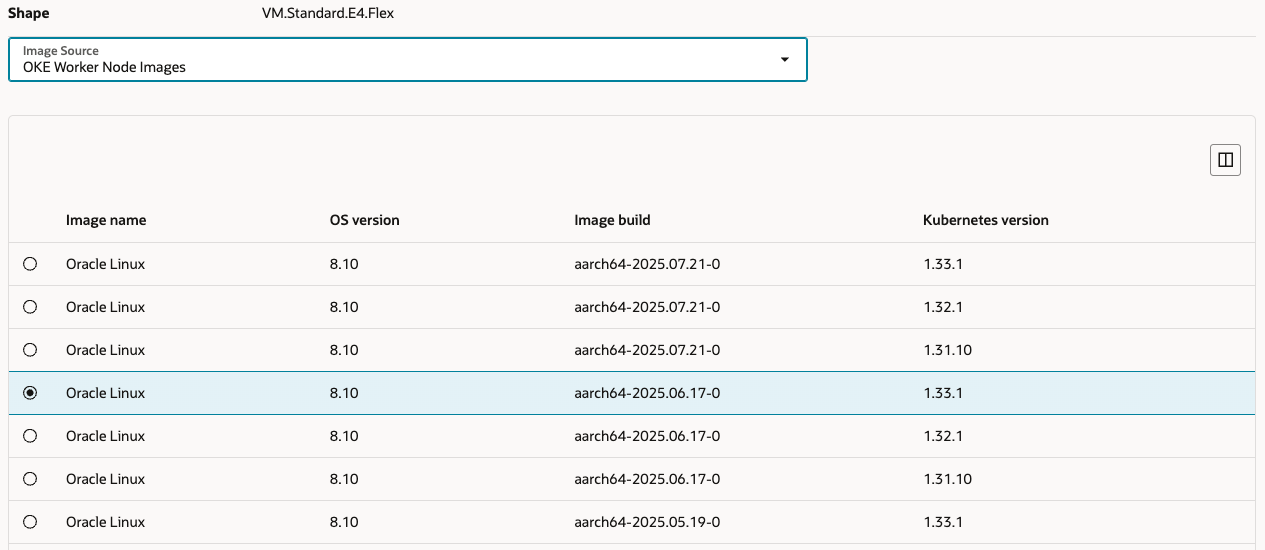 Shape VM.Standard.E4.Flex
Image Source
OKE Worker Node Images
Image name OS version Image build Kubernetes version
Oracle Linux 8.10 aarch64-2025.07.21-0 1.33.1
Oracle Linux 8.10 aarch64-2025.07.21-0 1.32.1
Oracle Linux 8.10 aarch64-2025.07.21-0 1.31.10
Oracle Linux 8.10 aarch64-2025.06.17-0 1.33.1
Oracle Linux 8.10 aarch64-2025.06.17-0 1.32.1
Oracle Linux 8.10 aarch64-2025.06.17-0 1.31.10
Oracle Linux 8.10 aarch64-2025.05.19-0 1.33.1